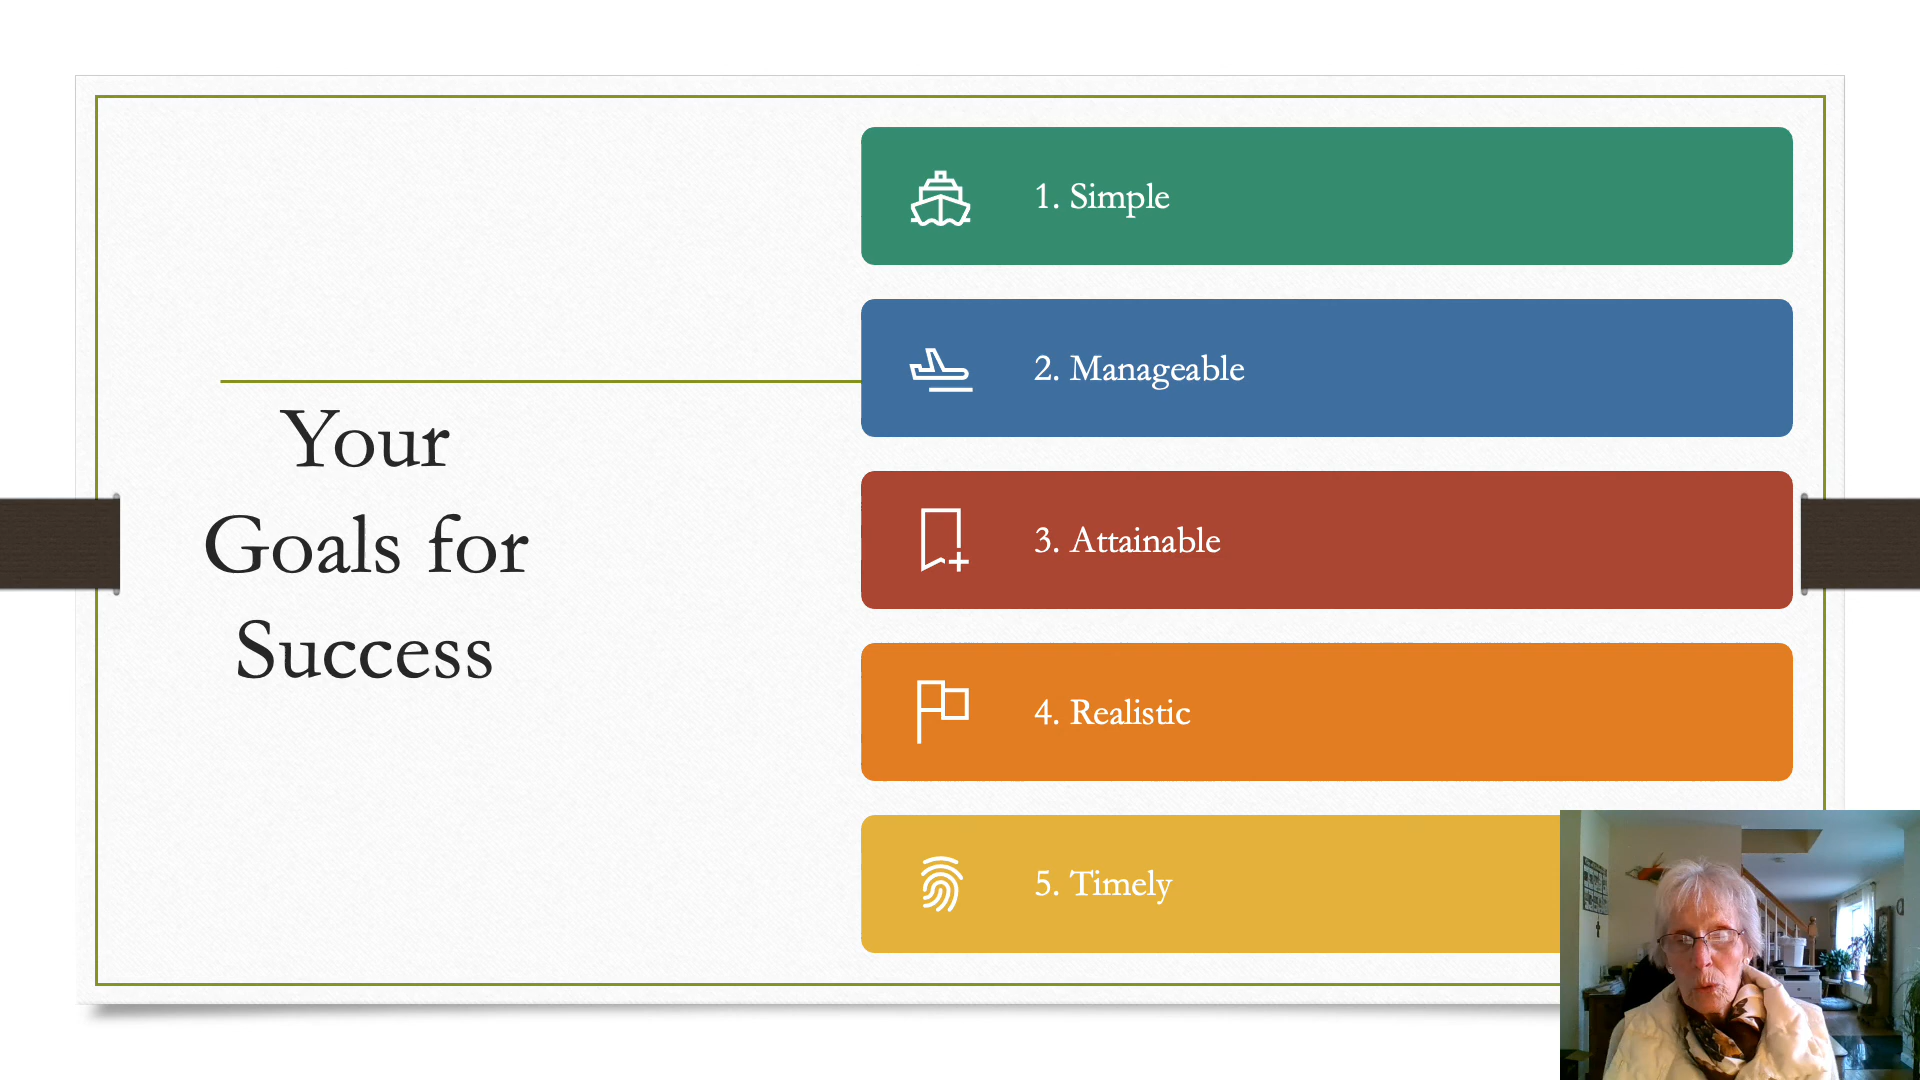 Your
Goals for
Success
1. Simple
2. Manageable
3. Attainable
4. Realistic
5. Timely